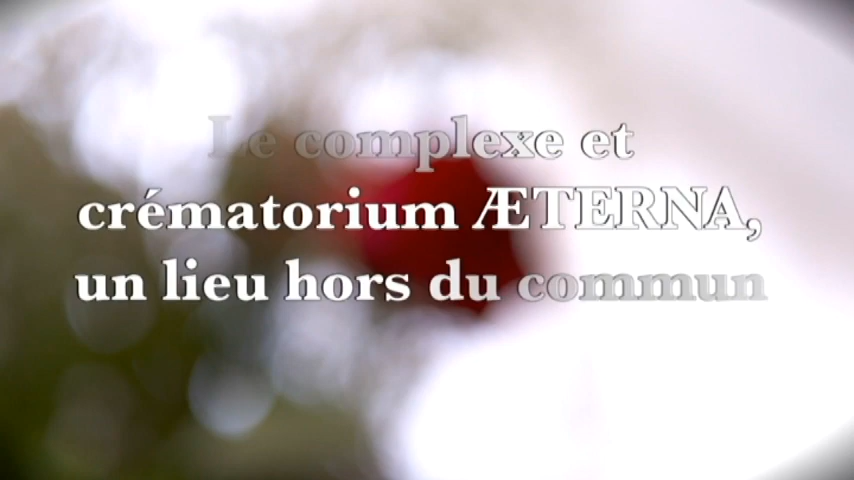 Le complexe et
crématorium ÆTERNA,
un lieu hors du commun